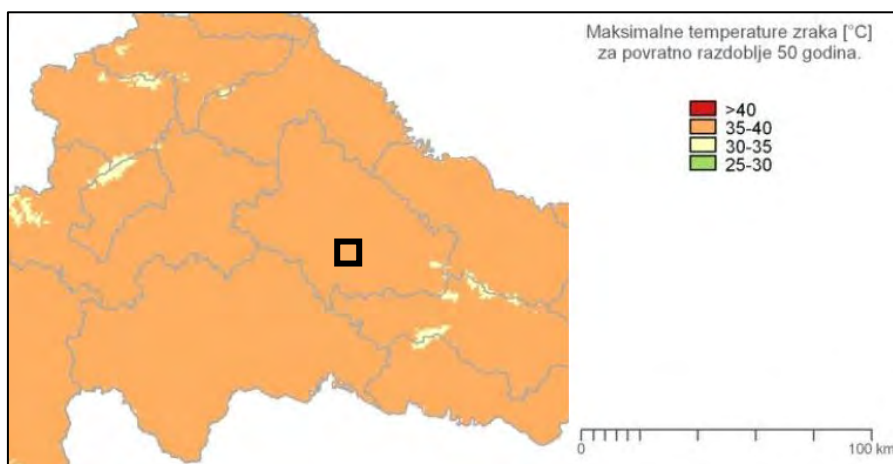 Maksimalne temperature zraka [°C]
za povratno razdoblje 50 godina.
>40
35-40
30-35
25-30
0 100 km